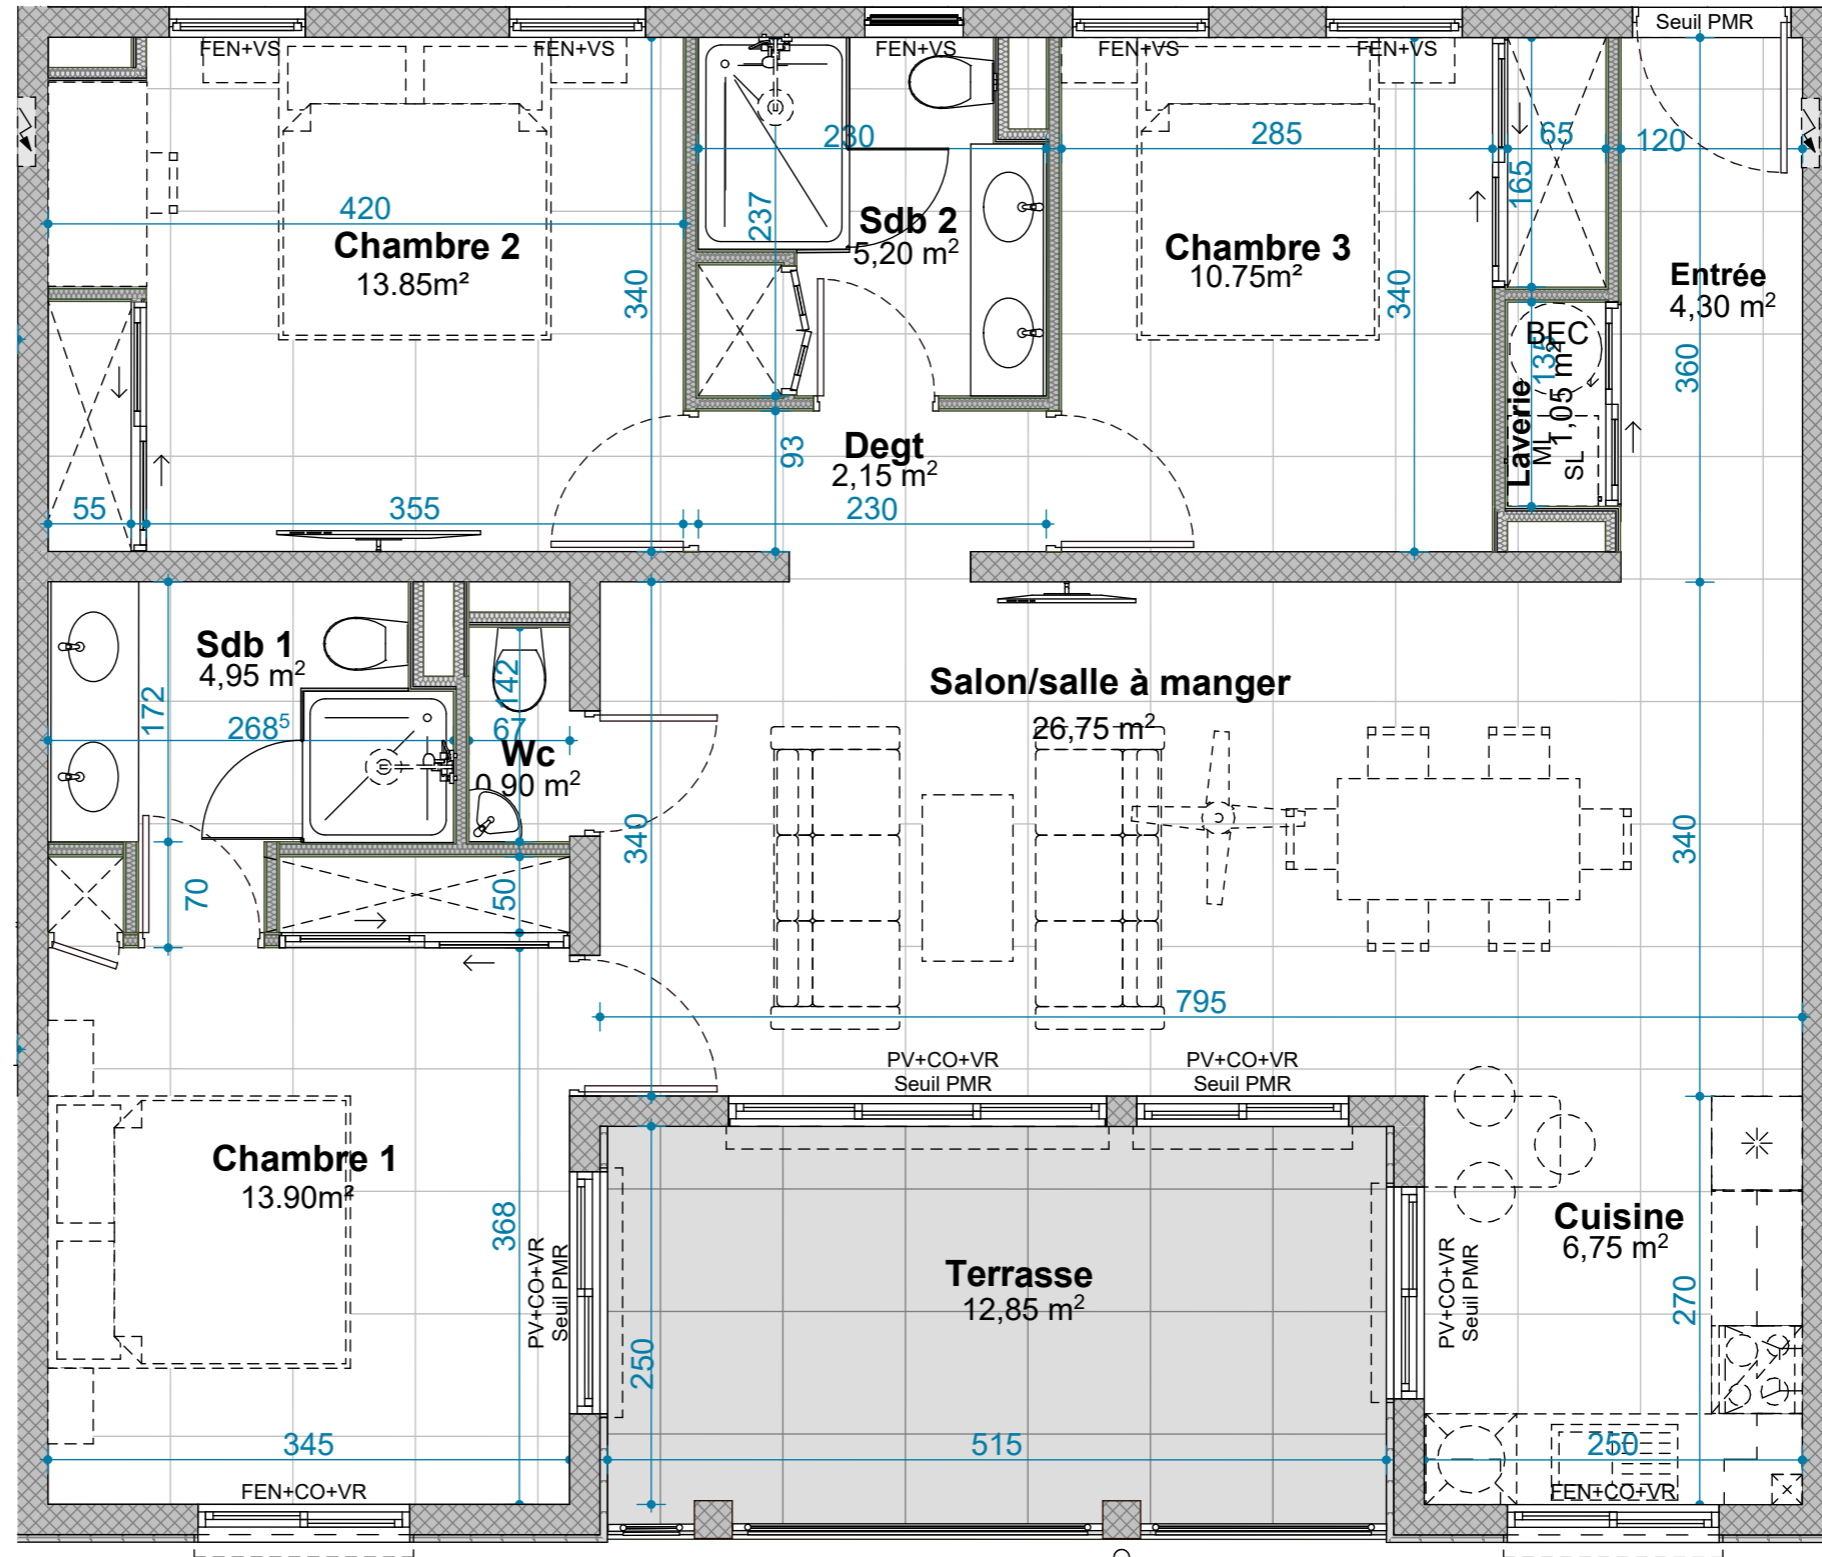 Seuil PMR
FEN+VS
FEN+VS
FEN+VS
FEN+VS
FEN+VS
230
285
65
120
165
420
237
Sdb 2
5,20 m²
Chambre 2
13.85m²
Chambre 3
10.75m²
340
340
Entrée
4,30 m²
BEC
135
360
Laverie
1,05 m²
ML
SL
Degt
2,15 m²
93
55
355
230
Sdb 1
4,95 m²
142
172
268⁵
67
Wc
0,90 m²
Salon/salle à manger
26,75 m²
340
340
70
50
795
PV+CO+VR
Seuil PMR
PV+CO+VR
Seuil PMR
Chambre 1
13.90m²
368
PV+CO+VR
Seuil PMR
Terrasse
12,85 m²
PV+CO+VR
Seuil PMR
Cuisine
6,75 m²
270
250
345
515
250
FEN+CO+VR
FEN+CO+VR